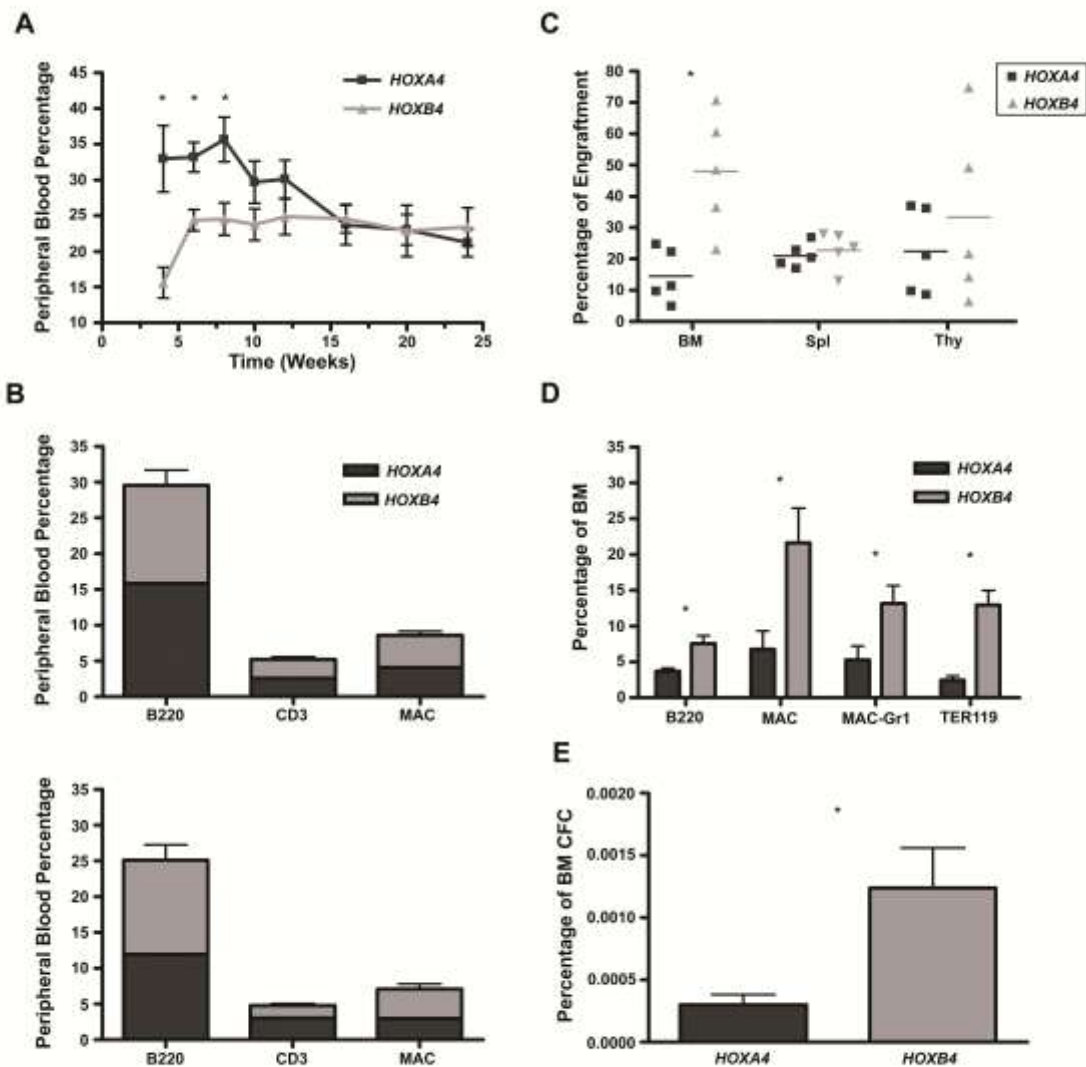 A
Peripheral Blood Percentage
45
40
35
30
25
20
15
10
* * *
HOXA4
HOXB4
0 5 10 15 20 25
Time (Weeks)
B
Peripheral Blood Percentage
35
30
25
20
15
10
5
0
HOXA4
HOXB4
B220 CD3 MAC
Peripheral Blood Percentage
35
30
25
20
15
10
5
0
B220 CD3 MAC
C
Percentage of Engraftment
80
70
60
50
40
30
20
10
0
*
HOXA4
HOXB4
BM Spl Thy
D
Percentage of BM
35
30
25
20
15
10
5
0
HOXA4
HOXB4
* * * *
B220 MAC MAC-Gr1 TER119
E
Percentage of BM CFC
0.0020
0.0015
0.0010
0.0005
0.0000
*
HOXA4 HOXB4